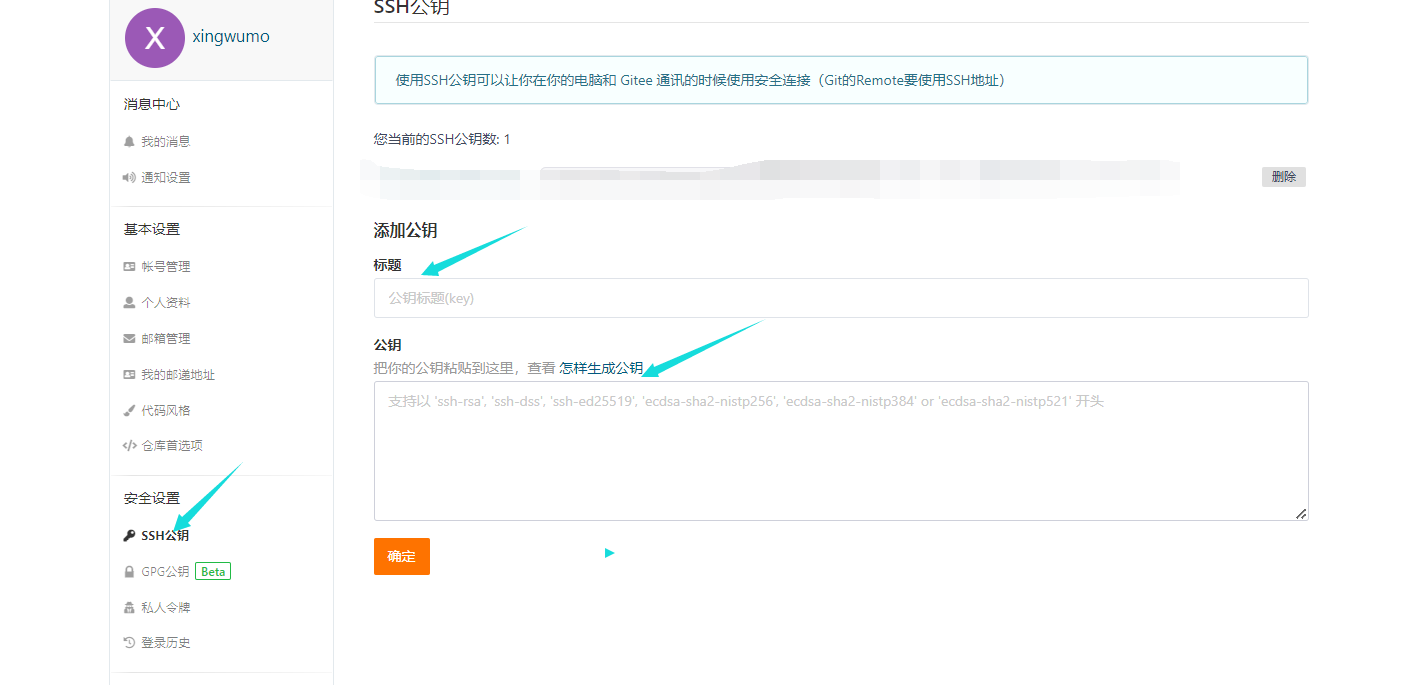 X
xingwumo
消息中心
我的消息
通知设置
基本设置
帐号管理
个人资料
邮箱管理
我的邮递地址
代码风格
仓库首选项
安全设置
SSH公钥
GPG公钥 Beta
私人令牌
登录历史
SSH公钥
使用SSH公钥可以让你在你的电脑和 Gitee 通讯的时候使用安全连接（Git的Remote要使用SSH地址）
您当前的SSH公钥数: 1
删除
添加公钥
标题
公钥标题(key)
公钥
把你的公钥粘贴到这里，查看 怎样生成公钥
支持以 'ssh-rsa', 'ssh-dss', 'ssh-ed25519', 'ecdsa-sha2-nistp256', 'ecdsa-sha2-nistp384' or 'ecdsa-sha2-nistp521' 开头
确定